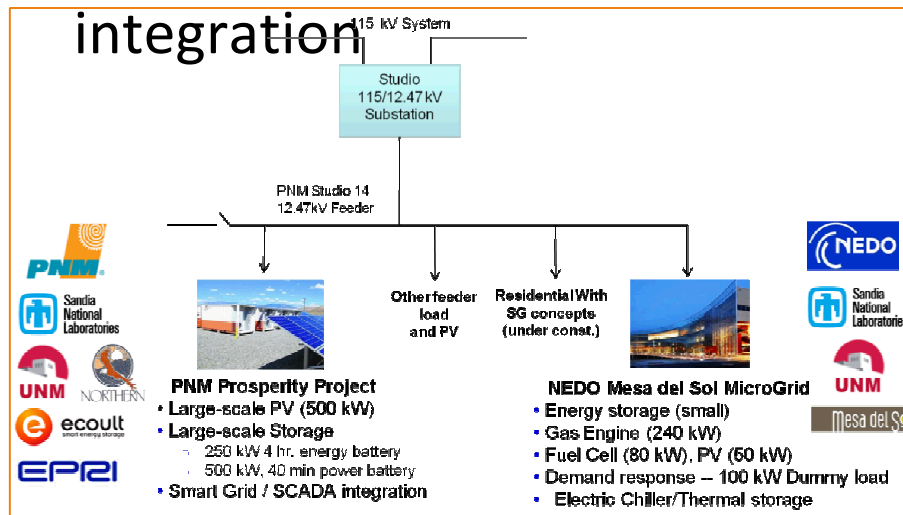 integration
115 kV System
Studio
115/12.47 kV
Substation
PNM Studio 14
12.47kV Feeder
PNM
Sandia
National
Laboratories
UNM
NORTHERN
ecoult
smart energy storage
EPRI
Other feeder
load
and PV
Residential With
SG concepts
(under const.)
PNM Prosperity Project
• Large-scale PV (500 kW)
• Large-scale Storage
- 250 kW 4 hr. energy battery
- 500 kW, 40 min power battery
• Smart Grid / SCADA integration
NEDO Mesa del Sol MicroGrid
• Energy storage (small)
• Gas Engine (240 kW)
• Fuel Cell (80 kW), PV (50 kW)
• Demand response -- 100 kW Dummy load
• Electric Chiller/Thermal storage
NEDO
Sandia
National
Laboratories
UNM
Mesa del So